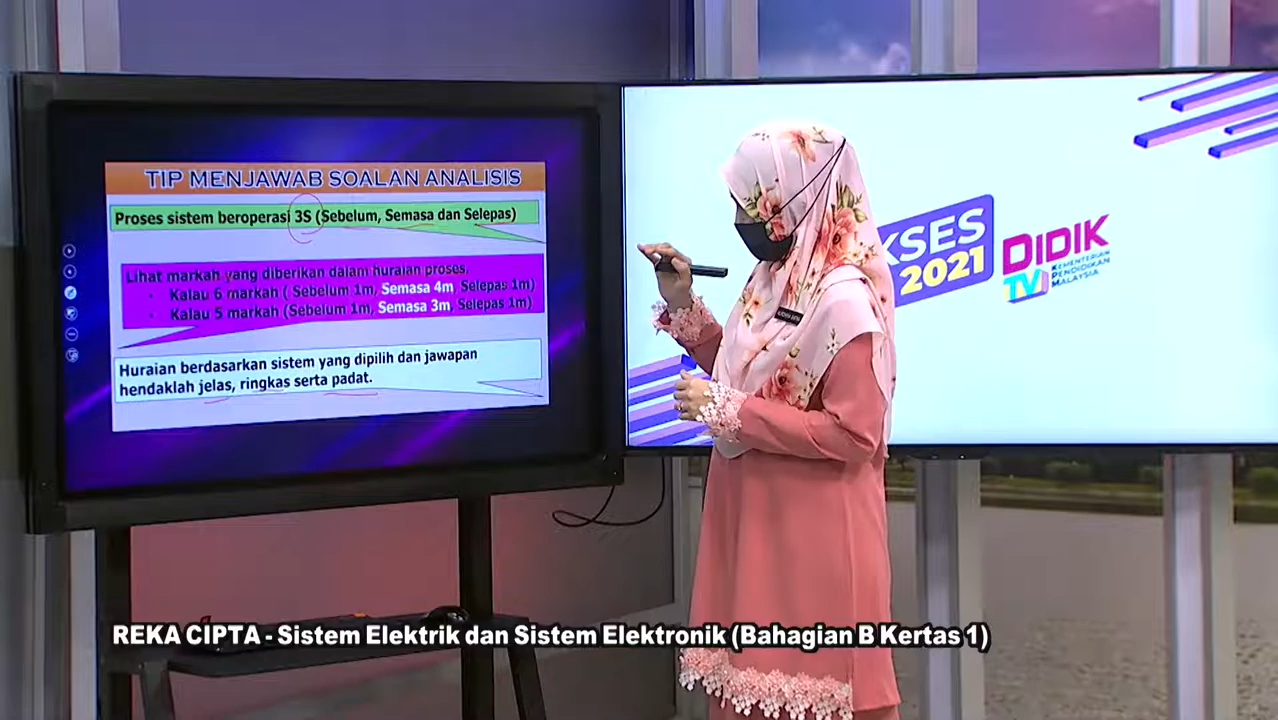 TIP MENJAWAB SOALAN ANALISIS
Proses sistem beroperasi 3S (Sebelum, Semasa dan Selepas)
Lihat markah yang diberikan dalam huraian proses.
• Kalau 6 markah ( Sebelum 1m, Semasa 4m, Selepas 1m)
• Kalau 5 markah (Sebelum 1m, Semasa 3m, Selepas 1m)
Huraian berdasarkan sistem yang dipilih dan jawapan
hendaklah jelas, ringkas serta padat.
KSES
2021
DIDIK
TV
KEMENTERIAN
PENDIDIKAN
MALAYSIA
REKA CIPTA - Sistem Elektrik dan Sistem Elektronik (Bahagian B Kertas 1)